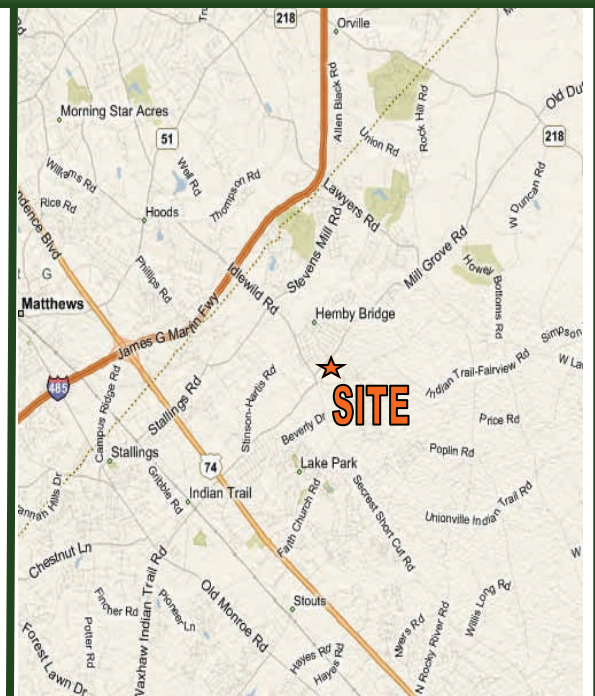 218
Orville
Allen Black Rd
Rock Hill Rd
Morning Star Acres
51
Union Rd
218
Williams Rd
Well Rd
Thompson Rd
W Duncan Rd
Rice Rd
Hoods
Lawyers Rd
Stevens Mill Rd
Mill Grove Rd
Phillips Rd
Idlewild Rd
G
Bottoms Rd
Matthews
Hemby Bridge
James G Martin Fwy
Simpson
485
Campus Ridge Rd
Stallings Rd
Stinson-Hartis Rd
SITE
Indian Trail-Fairview Rd
Beverly Dr
Price Rd
Stallings
74
Lake Park
Poplin Rd
Gribble Rd
Indian Trail
Faith Church Rd
Secrest Short Cut Rd
Unionville Indian Trail Rd
annah Hills Dr
Chestnut Ln
Waxhaw Indian Trail Rd
Old Monroe Rd
Fincher Rd
Pioneer Ln
Potter Rd
Stouts
Willis Long Rd
Myers Rd
N Rocky River Rd
Hayes Rd
Hayes Rd
Forest Lawn Dr